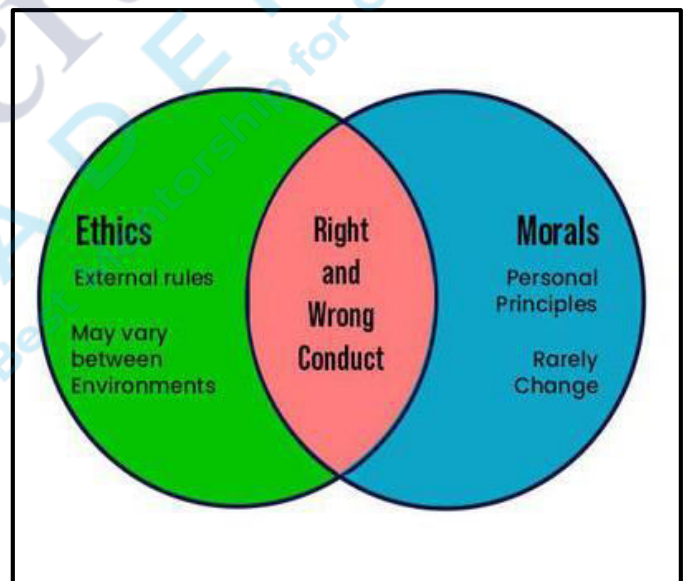 Ethics
External rules
May vary
between
Environments
Right
and
Wrong
Conduct
Morals
Personal
Principles
Rarely
Change